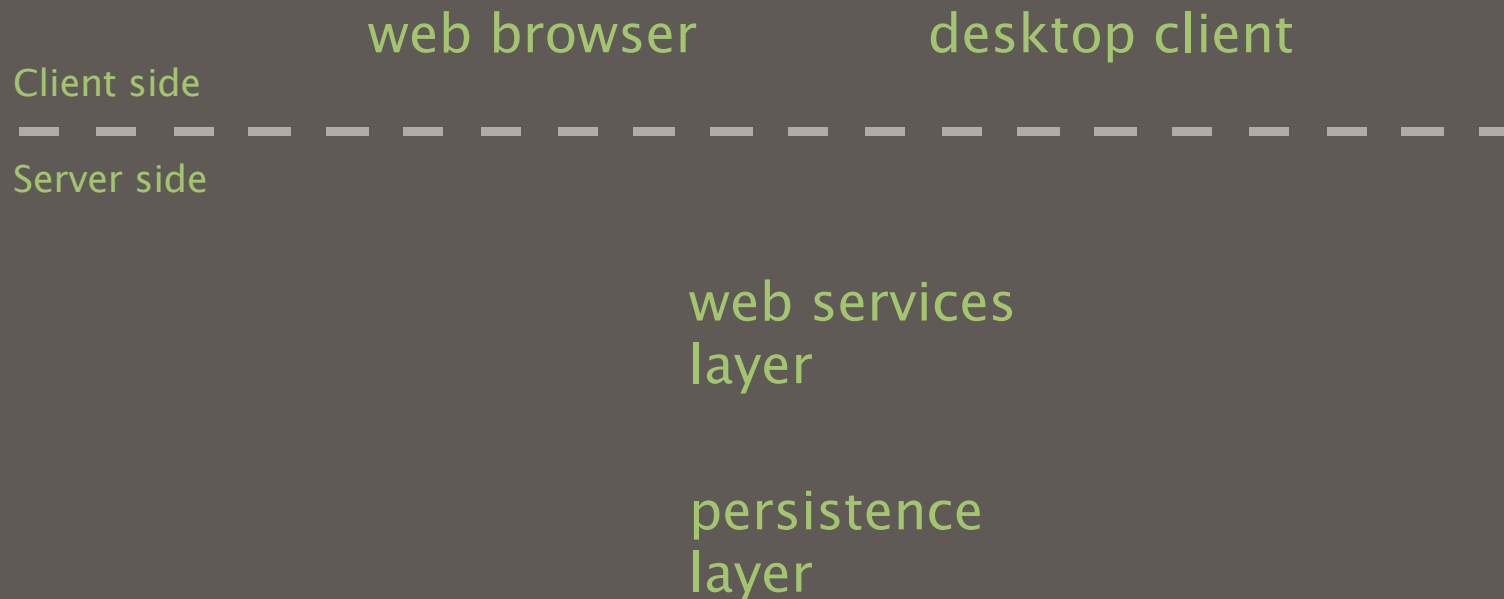 web browser
desktop client
Client side
Server side
web services
layer
persistence
layer